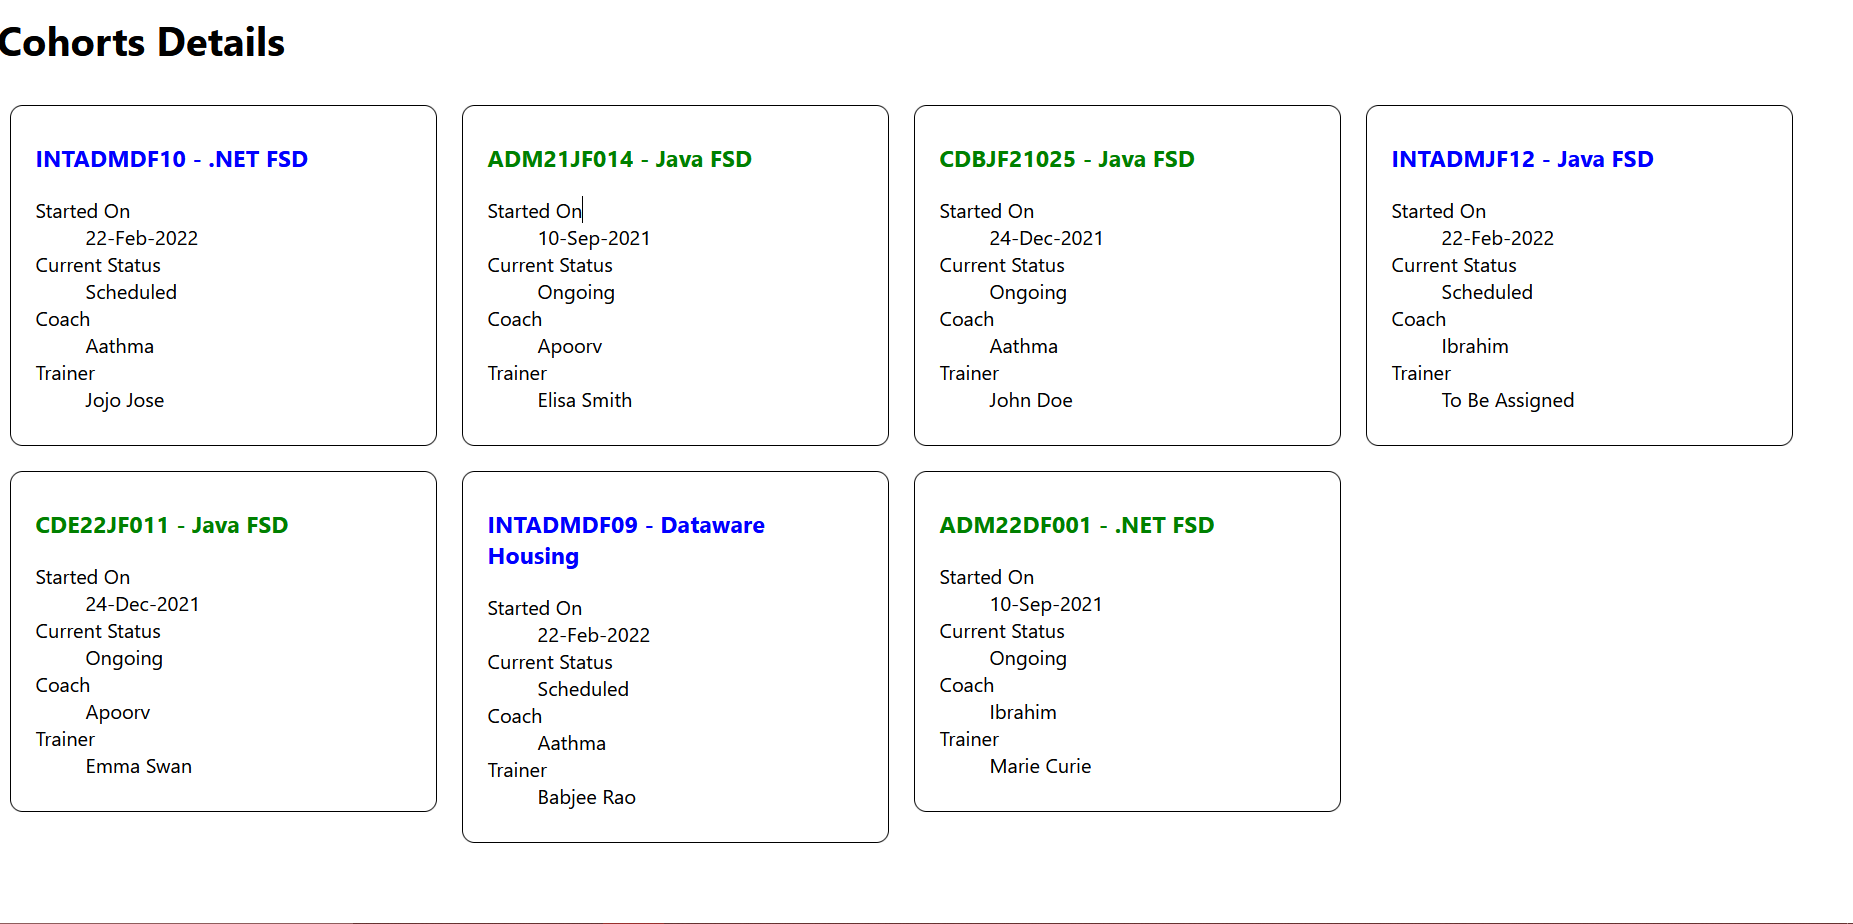 Cohorts Details
INTADMDF10 - .NET FSD
Started On
22-Feb-2022
Current Status
Scheduled
Coach
Aathma
Trainer
Jojo Jose
ADM21JF014 - Java FSD
Started On
10-Sep-2021
Current Status
Ongoing
Coach
Apoorv
Trainer
Elisa Smith
CDBJF21025 - Java FSD
Started On
24-Dec-2021
Current Status
Ongoing
Coach
Aathma
Trainer
John Doe
INTADMJF12 - Java FSD
Started On
22-Feb-2022
Current Status
Scheduled
Coach
Ibrahim
Trainer
To Be Assigned
CDE22JF011 - Java FSD
Started On
24-Dec-2021
Current Status
Ongoing
Coach
Apoorv
Trainer
Emma Swan
INTADMDF09 - Dataware
Housing
Started On
22-Feb-2022
Current Status
Scheduled
Coach
Aathma
Trainer
Babjee Rao
ADM22DF001 - .NET FSD
Started On
10-Sep-2021
Current Status
Ongoing
Coach
Ibrahim
Trainer
Marie Curie